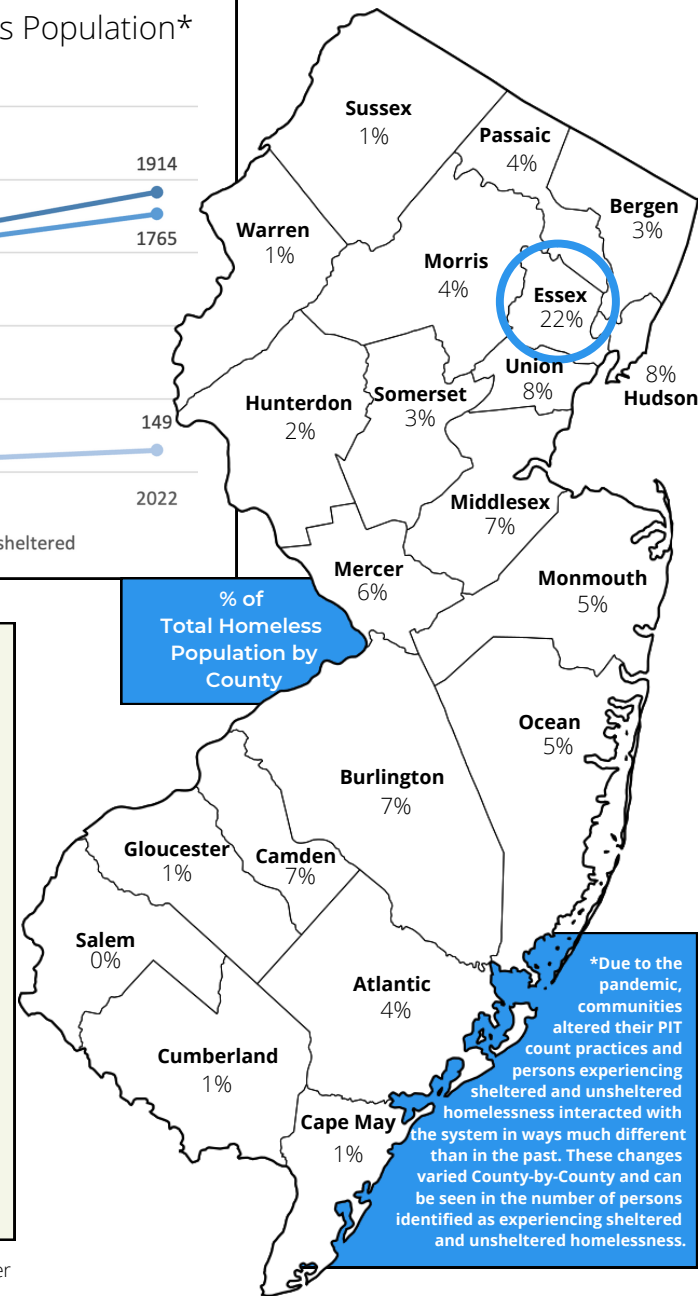 s Population*
1914
1765
149
2022
sheltered
Sussex
1%
Passaic
4%
Bergen
3%
Warren
1%
Morris
4%
Essex
22%
Union
8%
8%
Hudson
Hunterdon
2%
Somerset
3%
Middlesex
7%
Mercer
6%
Monmouth
5%
% of
Total Homeless
Population by
County
Ocean
5%
Burlington
7%
Gloucester
1%
Camden
7%
Salem
0%
Atlantic
4%
Cumberland
1%
Cape May
1%
*Due to the
pandemic,
communities
altered their PIT
count practices and
persons experiencing
sheltered and unsheltered
homelessness interacted with
the system in ways much different
than in the past. These changes
varied County-by-County and can
be seen in the number of persons
identified as experiencing sheltered
and unsheltered homelessness.
er